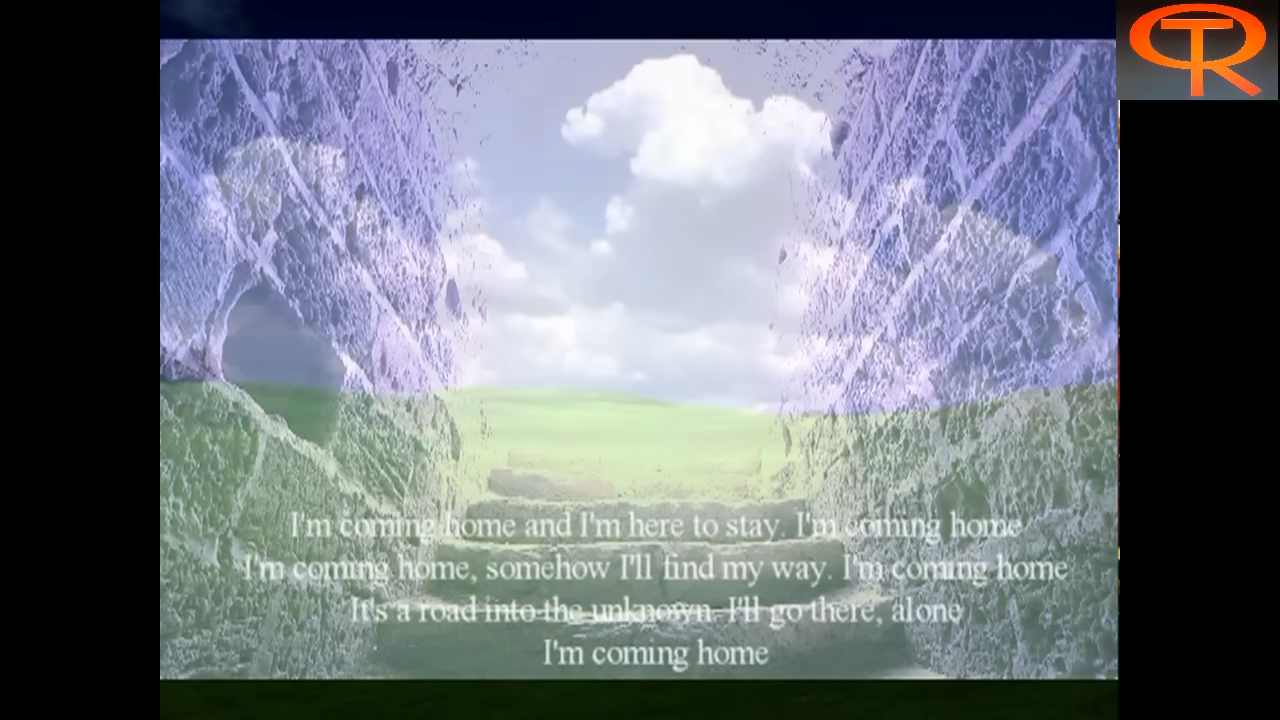 TR
I'm coming home and I'm here to stay. I'm coming home
I'm coming home, somehow I'll find my way. I'm coming home
It's a road into the unknown. I'll go there, alone
I'm coming home